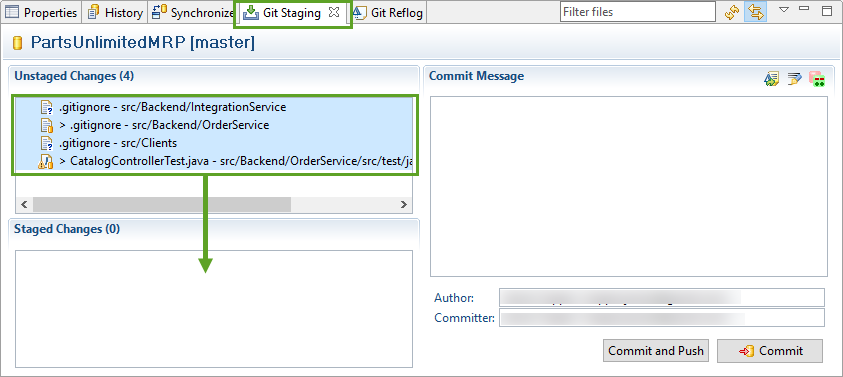 Properties History Synchronize Git Staging Git Reflog Filter files
PartsUnlimitedMRP [master]
Unstaged Changes (4)
.gitignore - src/Backend/IntegrationService
> .gitignore - src/Backend/OrderService
.gitignore - src/Clients
> CatalogControllerTest.java - src/Backend/OrderService/src/test/ja
Staged Changes (0)
Commit Message
Author:
Committer:
Commit and Push Commit